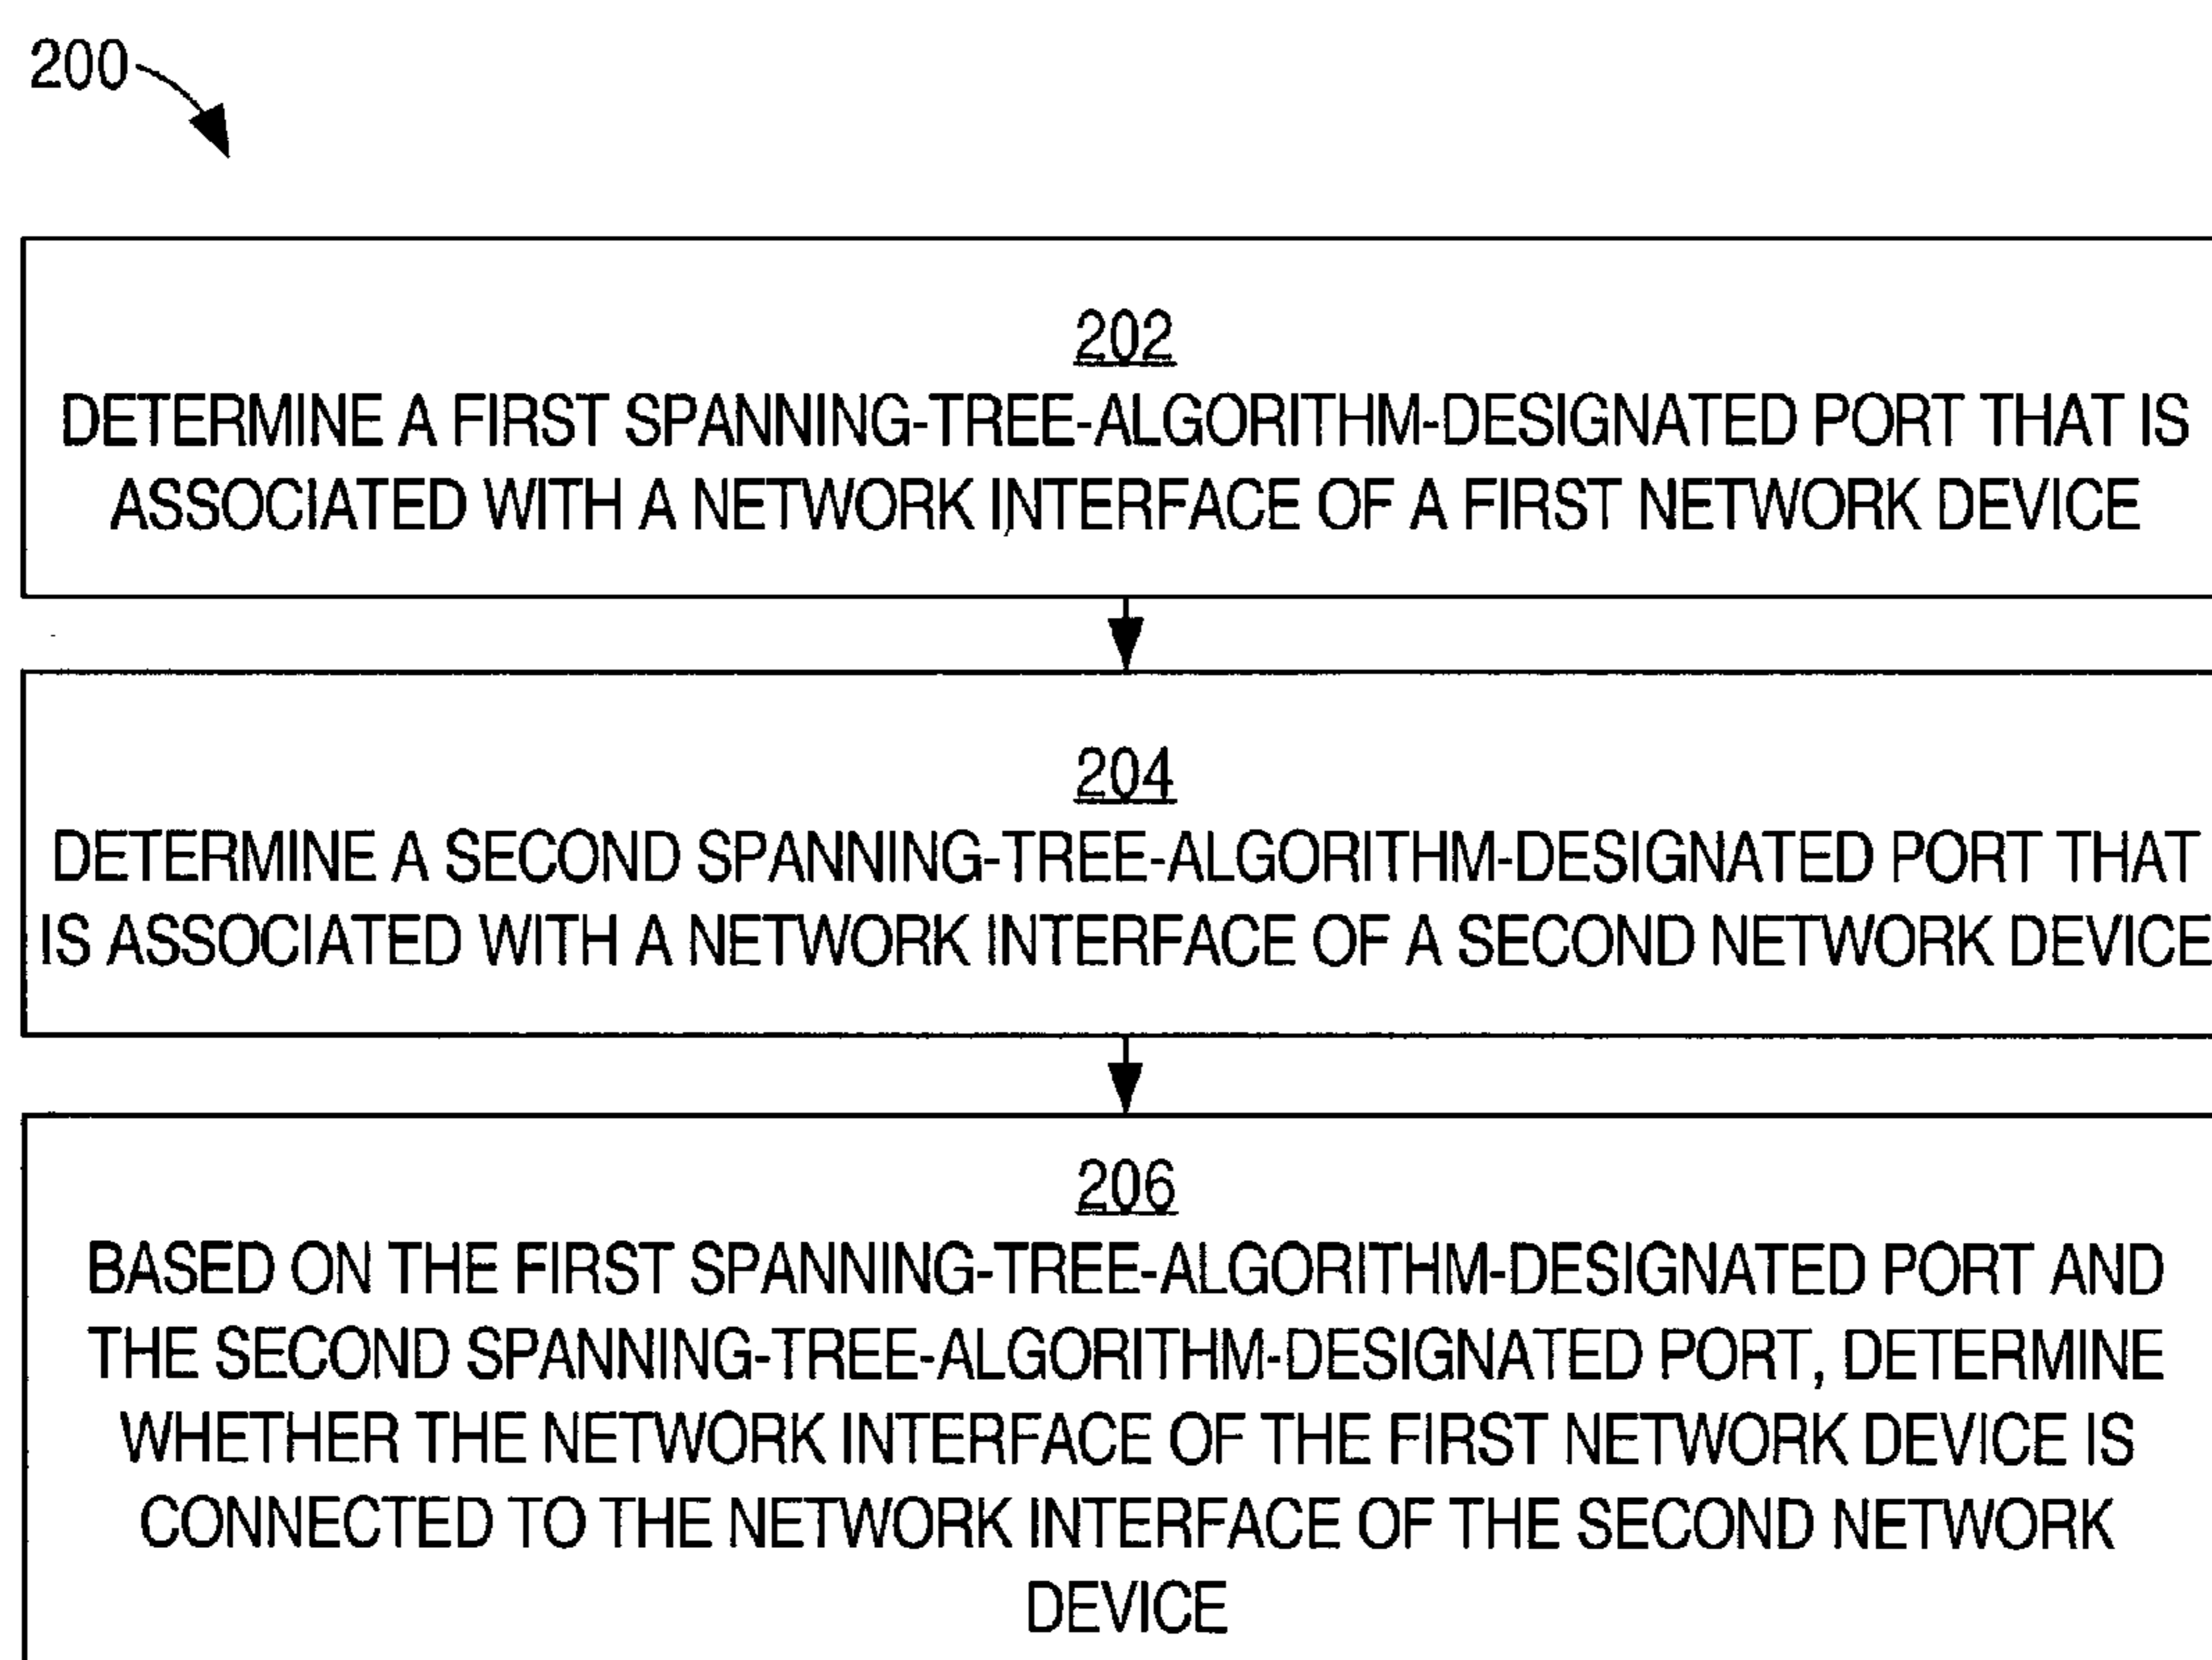 200
202
DETERMINE A FIRST SPANNING-TREE-ALGORITHM-DESIGNATED PORT THAT IS
ASSOCIATED WITH A NETWORK INTERFACE OF A FIRST NETWORK DEVICE
204
DETERMINE A SECOND SPANNING-TREE-ALGORITHM-DESIGNATED PORT THAT
IS ASSOCIATED WITH A NETWORK INTERFACE OF A SECOND NETWORK DEVICE
206
BASED ON THE FIRST SPANNING-TREE-ALGORITHM-DESIGNATED PORT AND
THE SECOND SPANNING-TREE-ALGORITHM-DESIGNATED PORT, DETERMINE
WHETHER THE NETWORK INTERFACE OF THE FIRST NETWORK DEVICE IS
CONNECTED TO THE NETWORK INTERFACE OF THE SECOND NETWORK
DEVICE